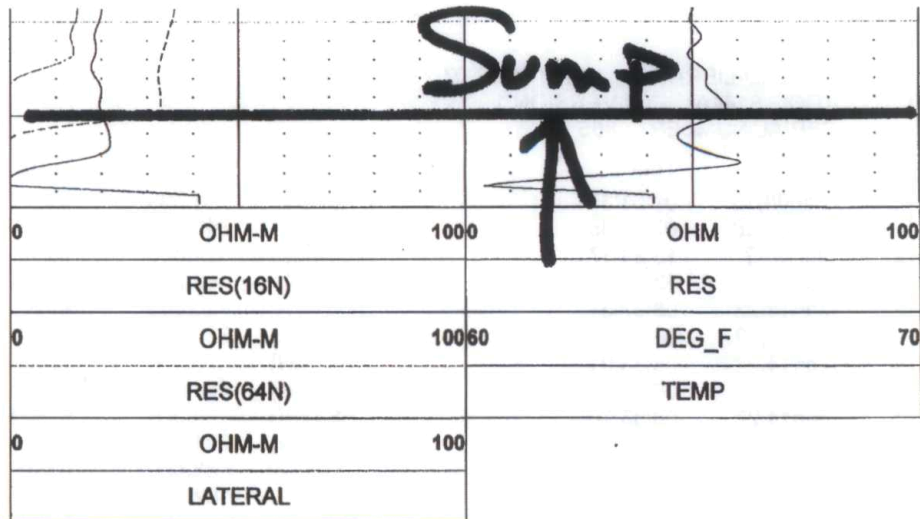 Sump
0 OHM-M 100 0 OHM 100
RES(16N) RES
0 OHM-M 100 60 DEG_F 70
RES(64N) TEMP
0 OHM-M 100
LATERAL